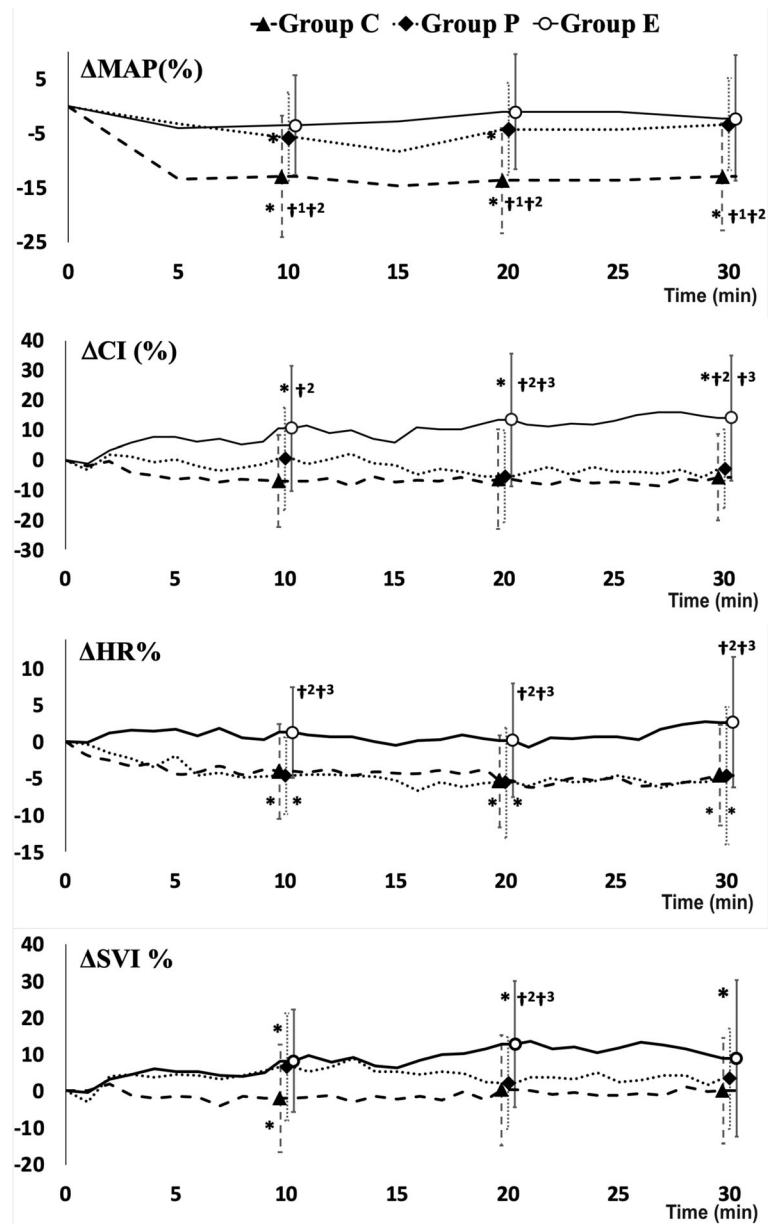 Group C Group P Group E
ΔMAP(%)
5
-5
-15
-25
* *
* †¹†² * †¹†² * †¹†²
0 5 10 15 20 25 30
Time (min)
ΔCI (%)
40
30
20
10
0
-10
-20
-30
* †² * †²†³ *†² †³
0 5 10 15 20 25 30
Time (min)
ΔHR%
10
5
0
-5
-10
-15
†²†³ †²†³ †²†³
* * * * * *
0 5 10 15 20 25 30
Time (min)
ΔSVI %
40
30
20
10
0
-10
-20
* * †²†³ *
*
0 5 10 15 20 25 30
Time (min)